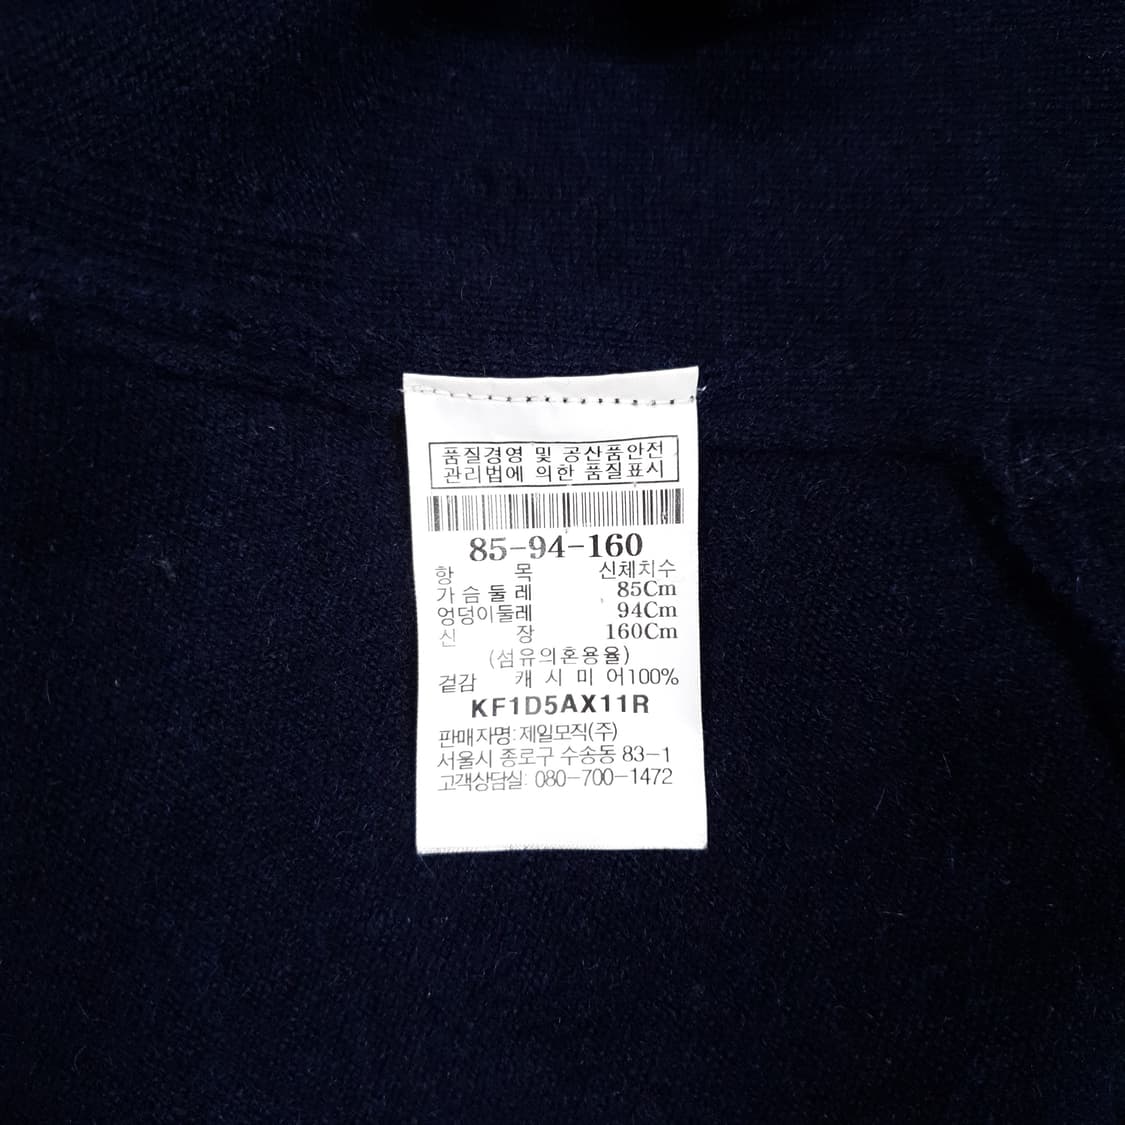 품질경영 및 공산품안전
관리법에 의한 품질표시
85-94-160
항 목 신체치수
가슴둘레 85Cm
엉덩이둘레 94Cm
신 장 160Cm
(섬유의혼용율)
겉감 캐시미어100%
KF1D5AX11R
판매자명:제일모직(주)
서울시 종로구 수송동 83-1
고객상담실: 080-700-1472